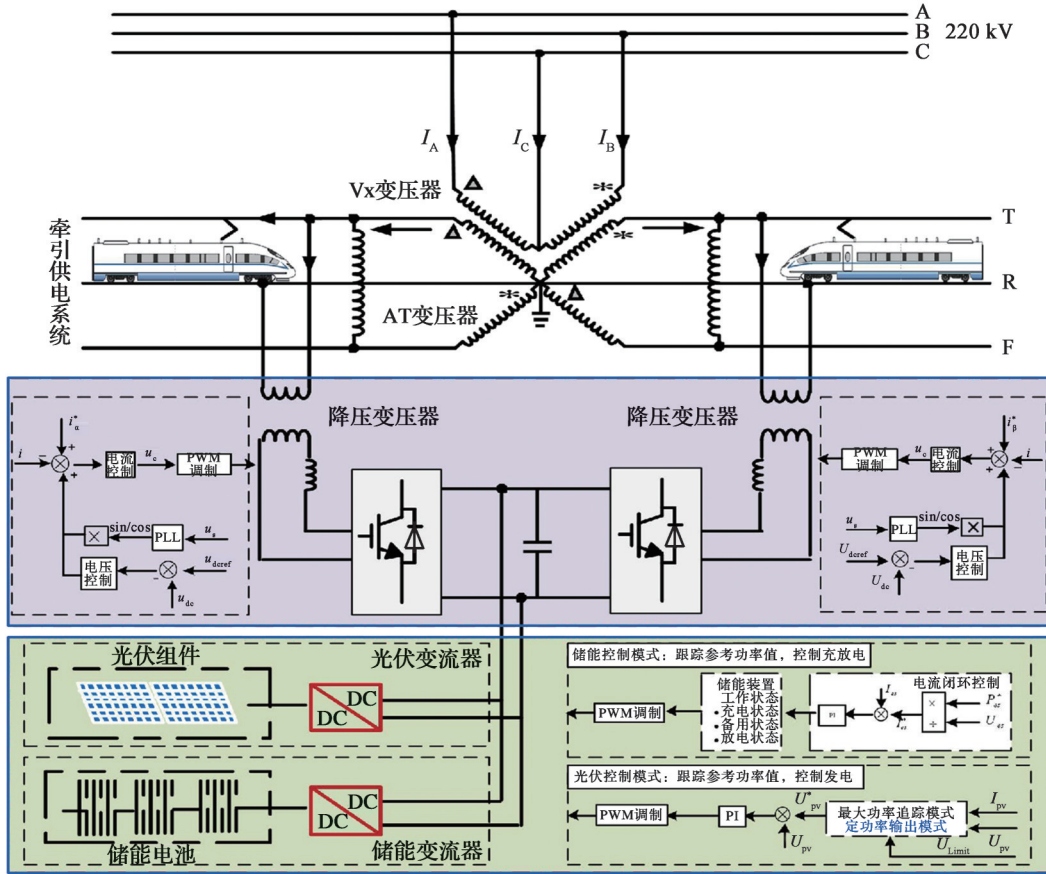 A
B
220 kV
C
I_A
I_C
I_B
Vx变压器
牵引供电系统
T
R
AT变压器
F
降压变压器
降压变压器
i*_α
+
i
−
+
电流控制
u_c
PWM调制
sin/cos
×
PLL
u_s
电压控制
−
u_dcref
u_dc
i*_β
PWM调制
u_c
电流控制
+
+
−
i
u_s
PLL
sin/cos
×
U_dcref
−
电压控制
U_dc
光伏组件
光伏变流器
DC
DC
DC
DC
储能电池
储能变流器
储能控制模式：跟踪参考功率值，控制充放电
储能装置
工作状态
•充电状态
•备用状态
•放电状态
PWM调制
电流闭环控制
I_es
PI
I*_es
×
÷
P*_es
U_es
光伏控制模式：跟踪参考功率值，控制发电
PWM调制
PI
U*_pv
U_pv
最大功率追踪模式
定功率输出模式
I_pv
U_pv
U_Limit